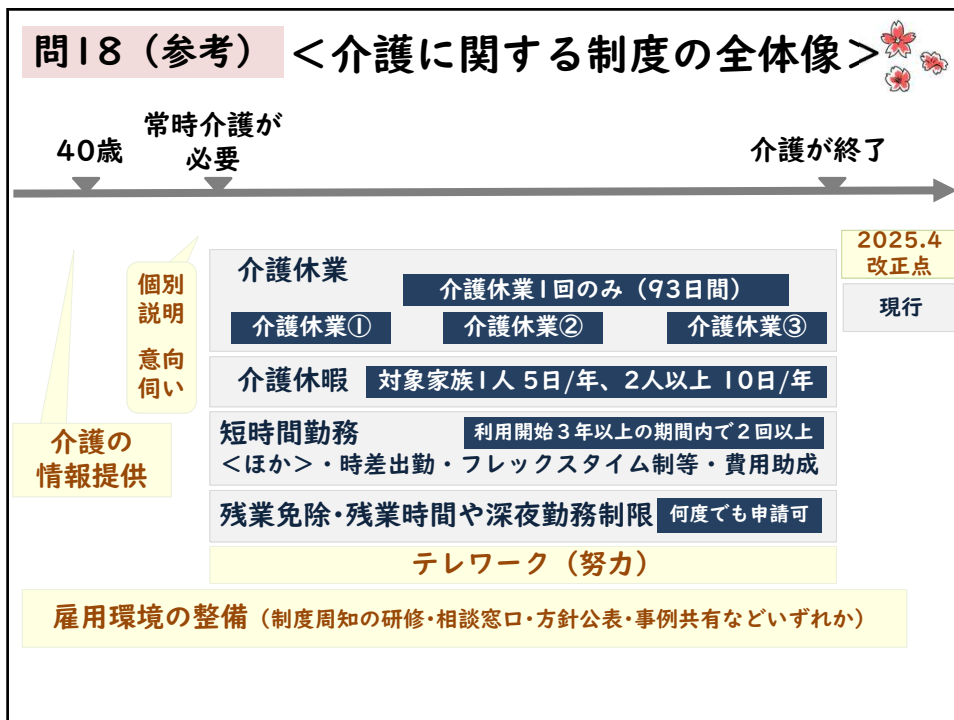 問18（参考）＜介護に関する制度の全体像＞
40歳
常時介護が
必要
介護が終了
2025.4
改正点
現行
個別
説明
意向
伺い
介護の
情報提供
介護休業
介護休業1回のみ（93日間）
介護休業① 介護休業② 介護休業③
介護休暇 対象家族1人 5日/年、2人以上 10日/年
短時間勤務 利用開始3年以上の期間内で2回以上
＜ほか＞・時差出勤・フレックスタイム制等・費用助成
残業免除・残業時間や深夜勤務制限 何度でも申請可
テレワーク（努力）
雇用環境の整備（制度周知の研修・相談窓口・方針公表・事例共有などいずれか）